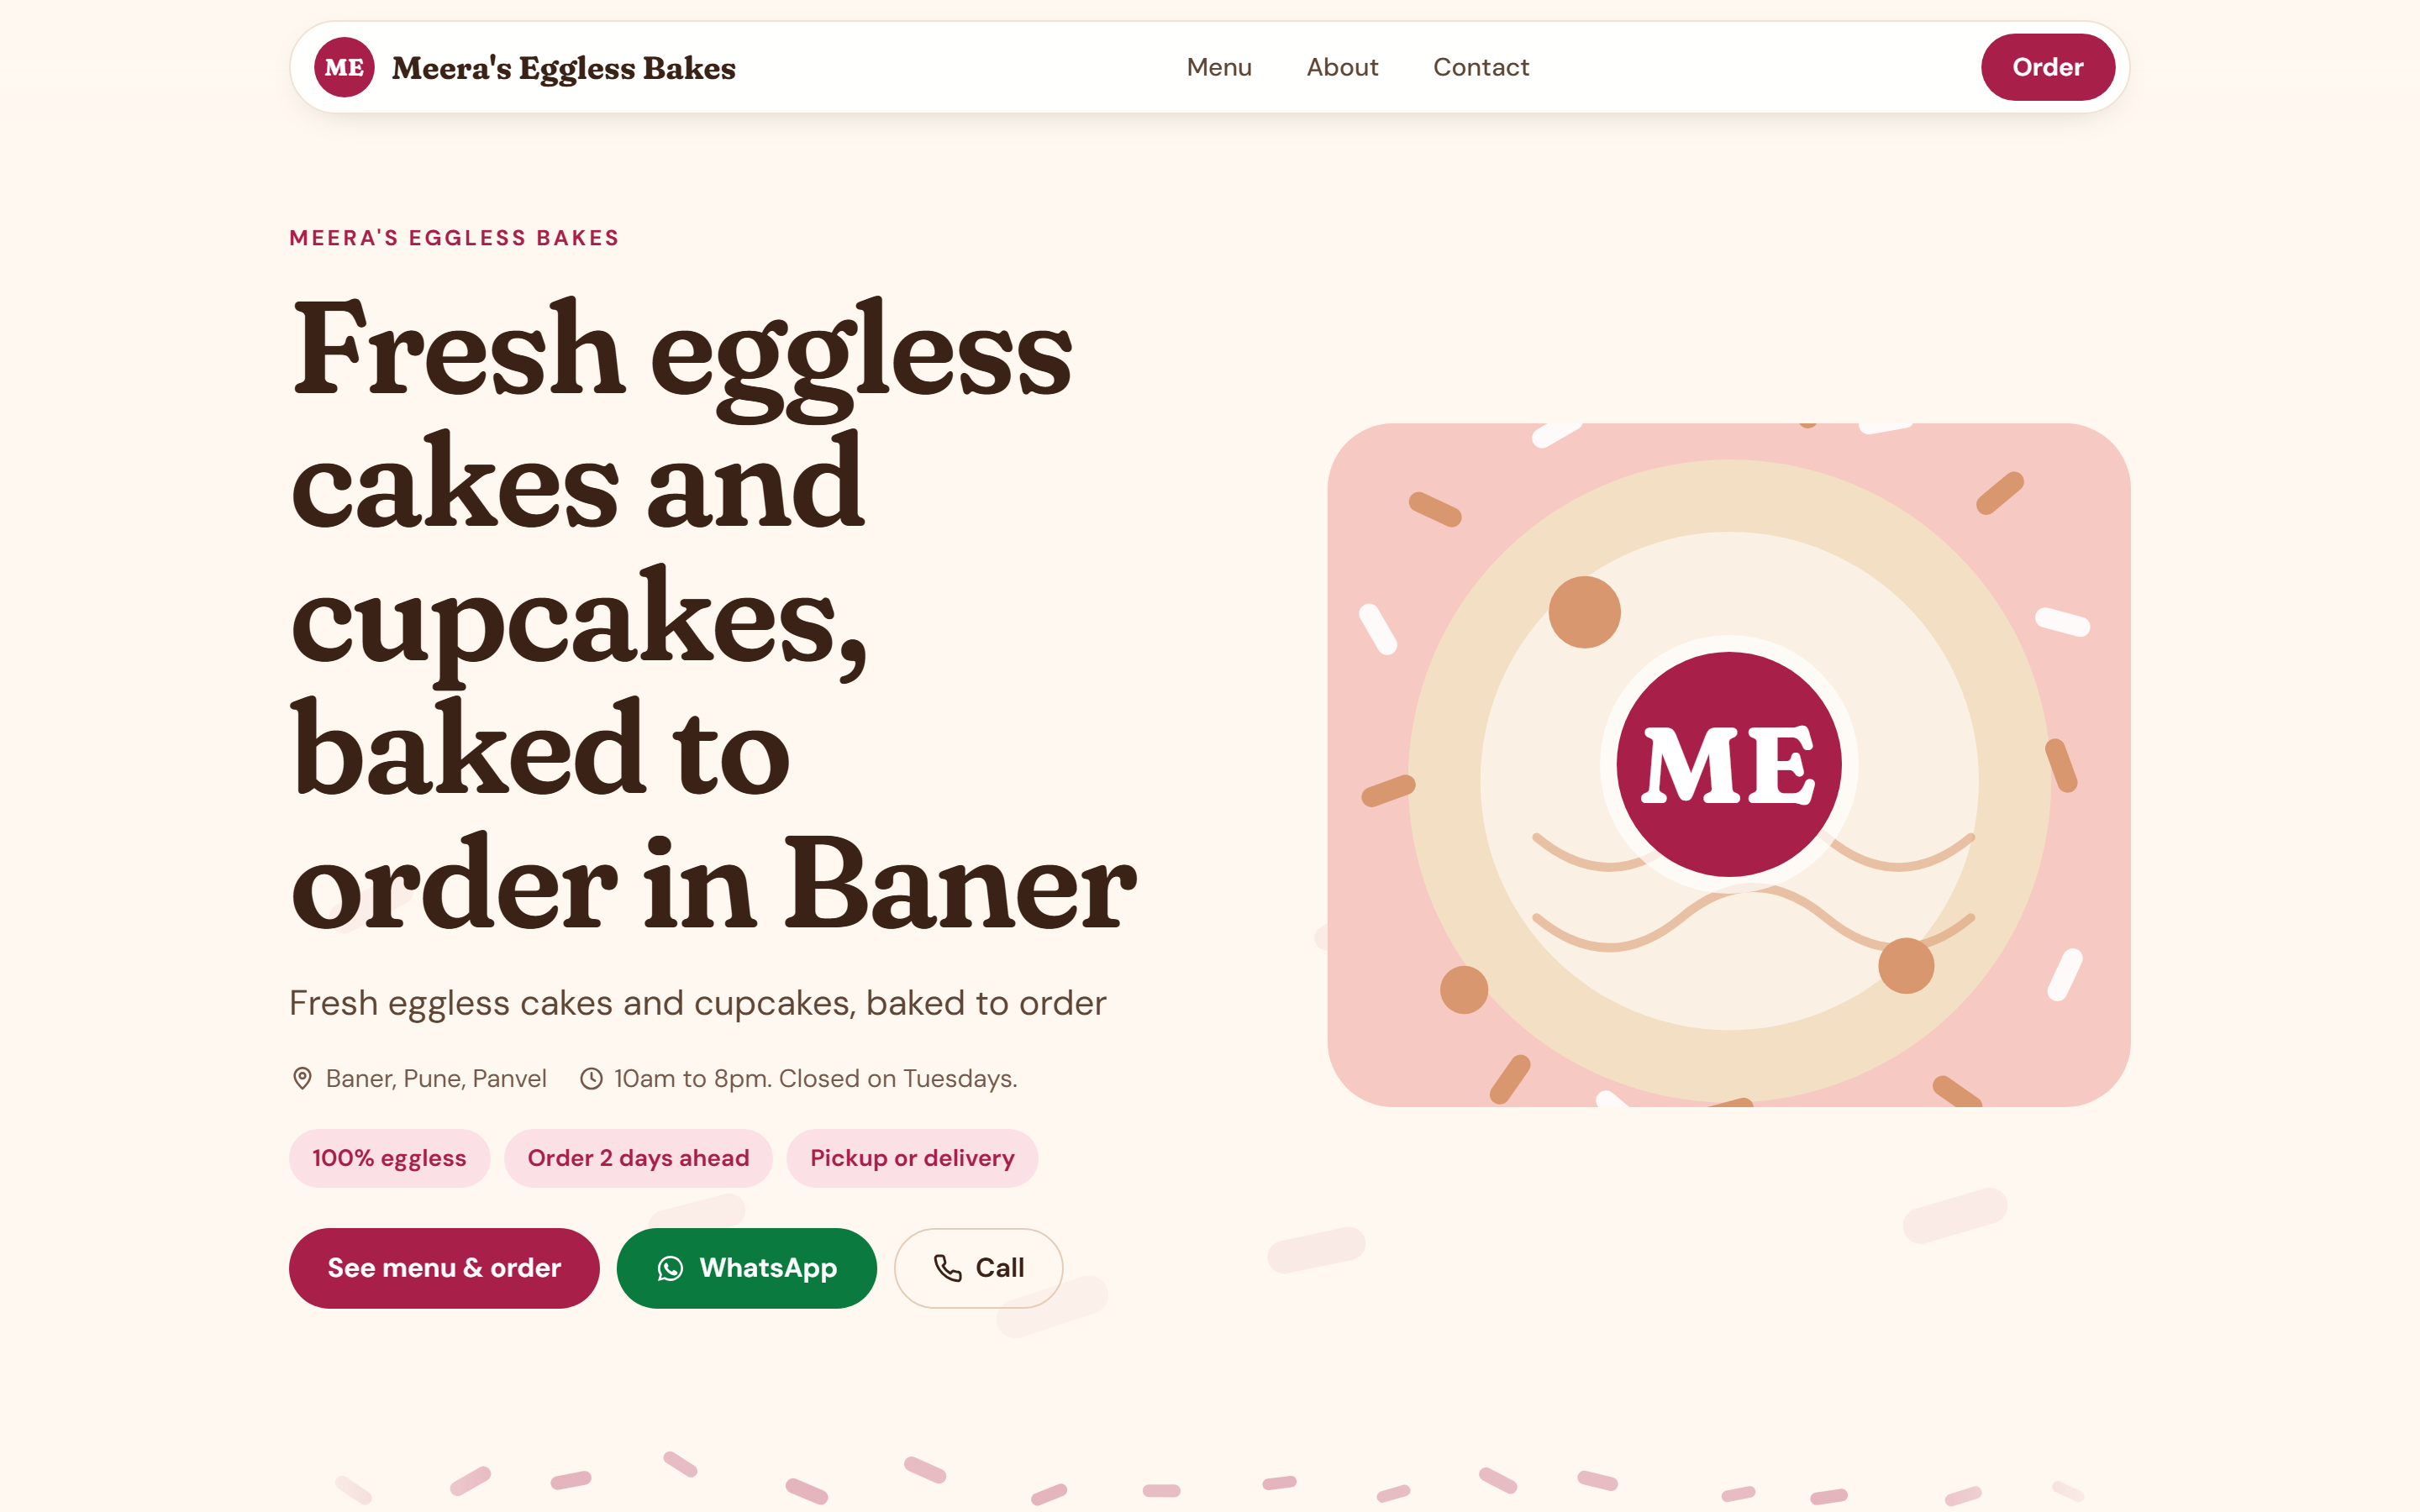 ME Meera's Eggless Bakes Menu About Contact Order
MEERA'S EGGLESS BAKES
Fresh eggless
cakes and
cupcakes,
baked to
order in Baner
ME
Fresh eggless cakes and cupcakes, baked to order
Baner, Pune, Panvel 10am to 8pm. Closed on Tuesdays.
100% eggless Order 2 days ahead Pickup or delivery
See menu & order WhatsApp Call